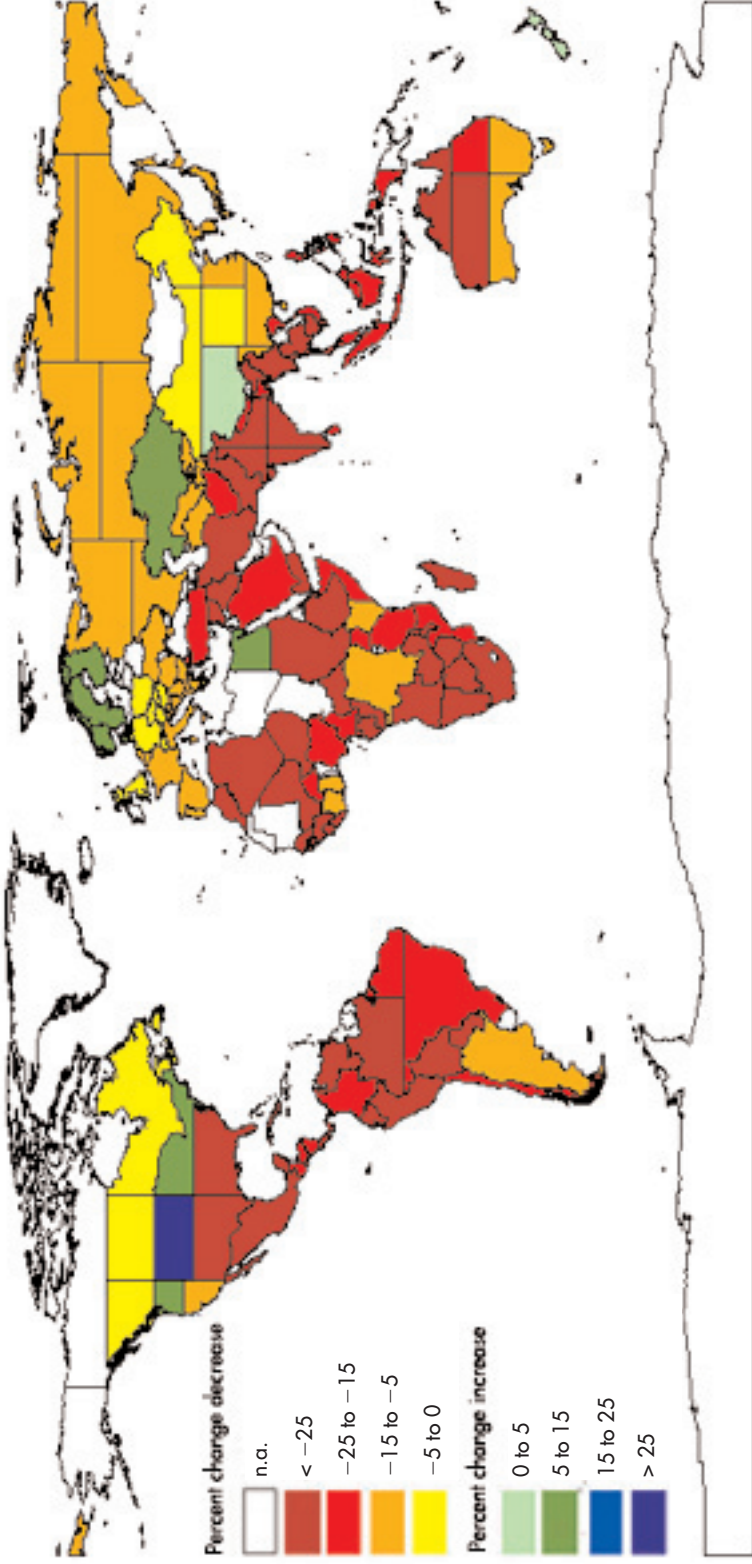 Percent change decrease
n.a.
< −25
−25 to −15
−15 to −5
−5 to 0
Percent change increase
0 to 5
5 to 15
15 to 25
> 25